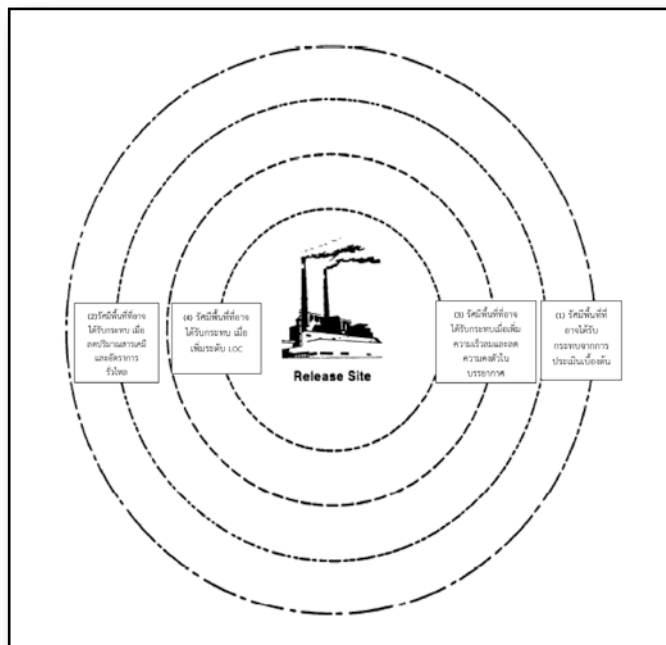 (2)รัศมีพื้นที่ที่อาจ
ได้รับกระทบ เมื่อ
ลดปริมาณสารเคมี
และอัตราการ
รั่วไหล
(4) รัศมีพื้นที่ที่อาจ
ได้รับกระทบ เมื่อ
เพิ่มระดับ LOC
Release Site
(3) รัศมีพื้นที่ที่อาจ
ได้รับกระทบเมื่อเพิ่ม
ความเร็วลมและลด
ความคงตัวใน
บรรยากาศ
(1) รัศมีพื้นที่ที่
อาจได้รับ
กระทบจากการ
ประเมินเบื้องต้น